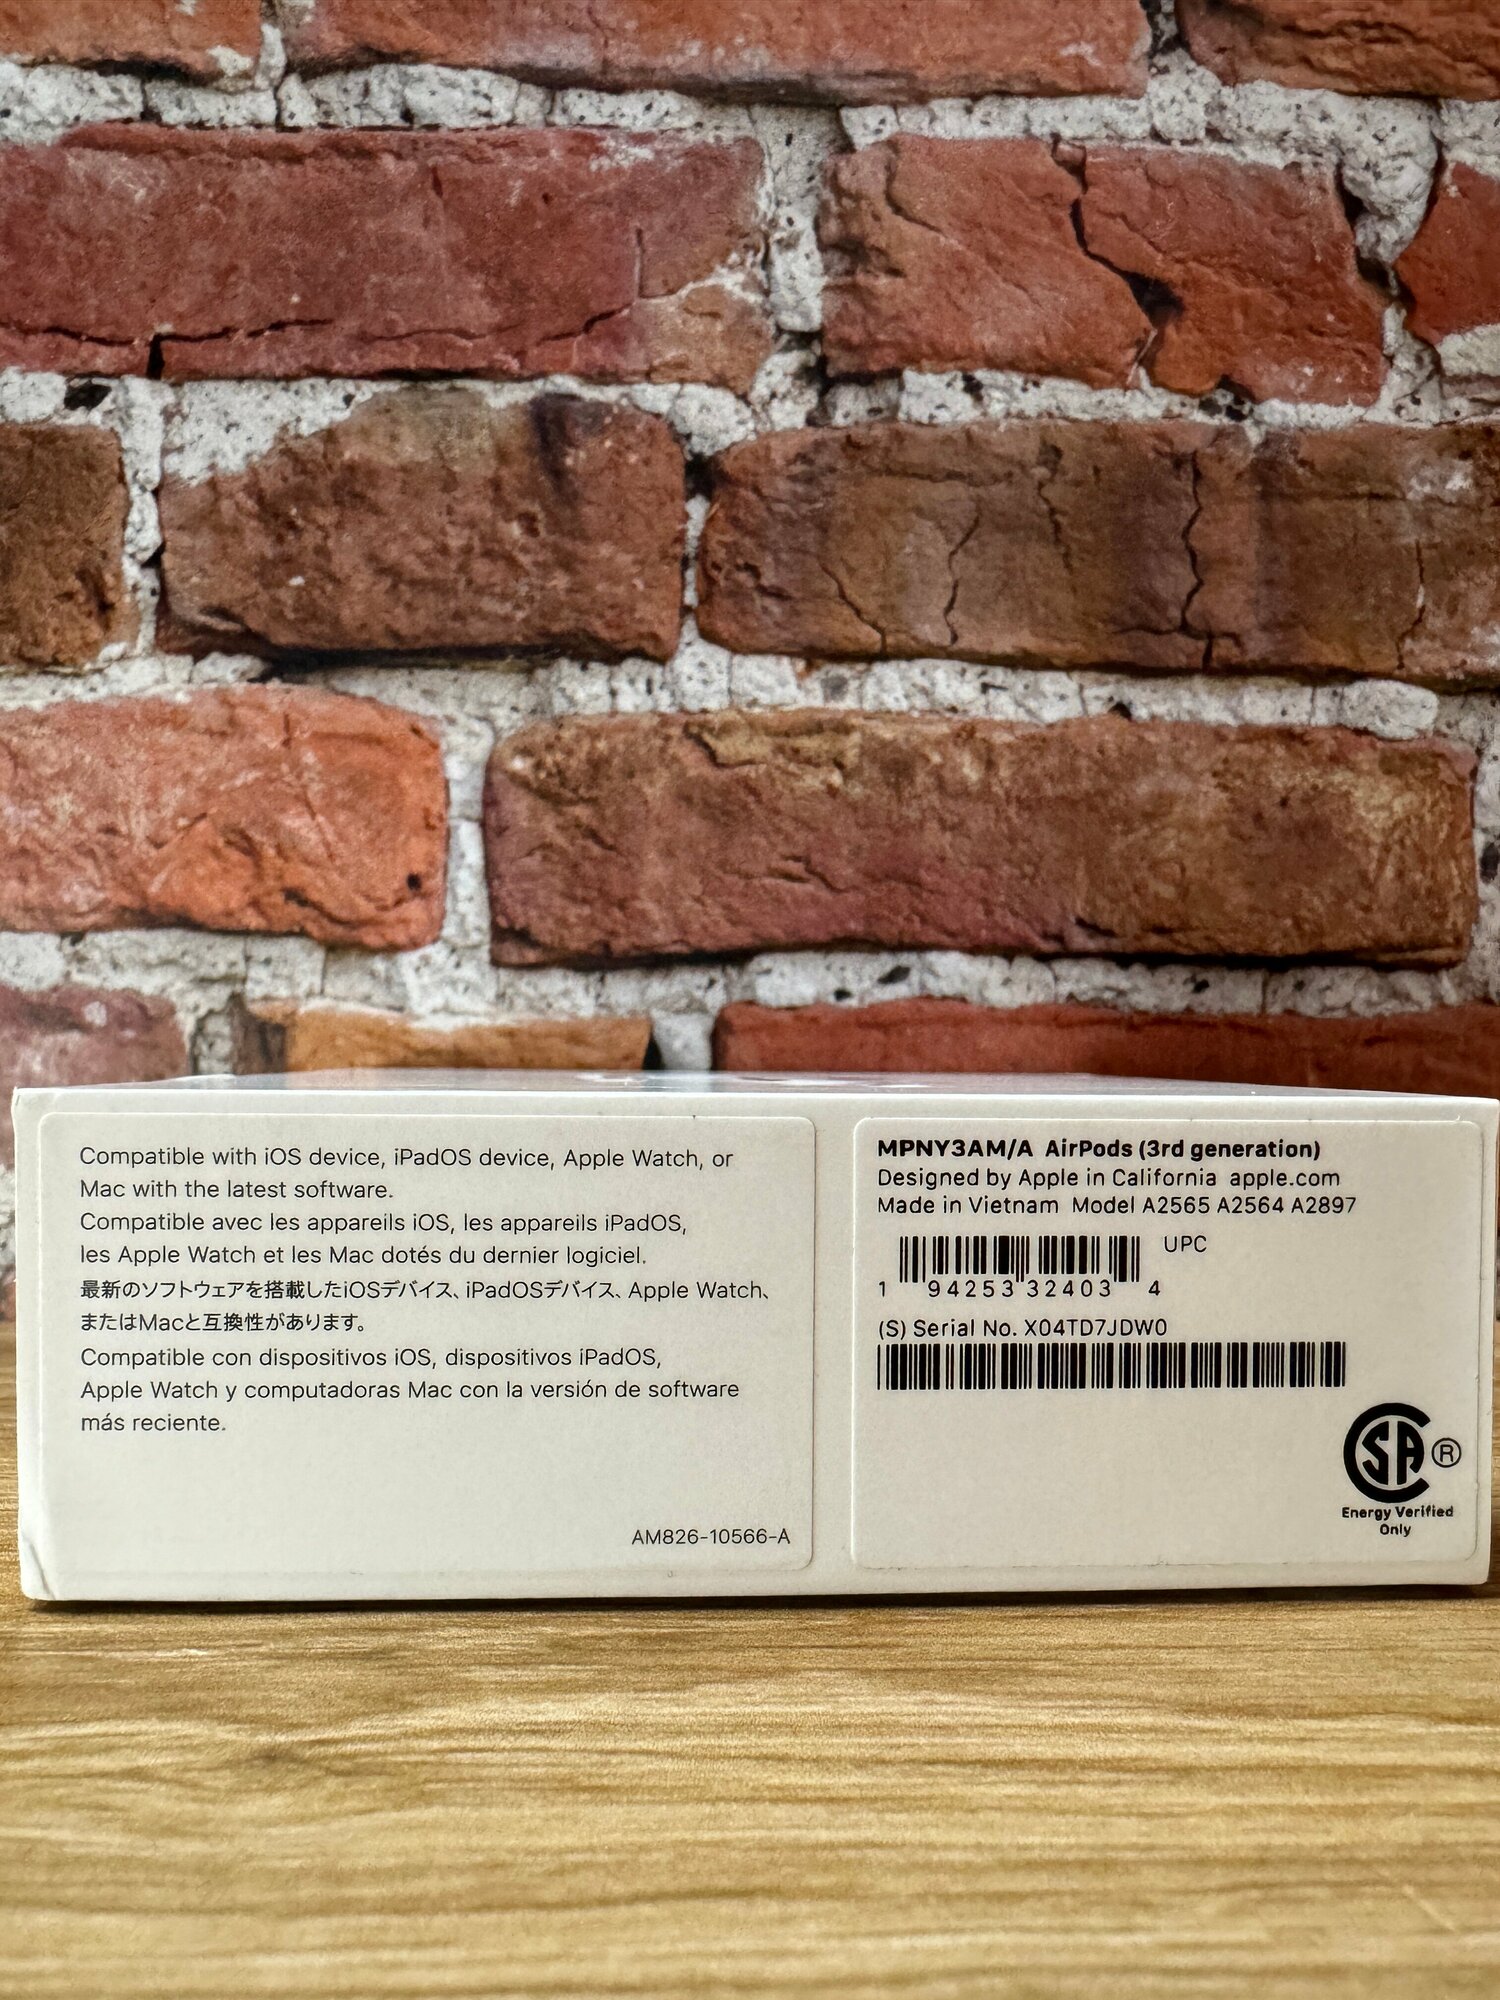 Compatible with iOS device, iPadOS device, Apple Watch, or
Mac with the latest software.
Compatible avec les appareils iOS, les appareils iPadOS,
les Apple Watch et les Mac dotés du dernier logiciel.
最新のソフトウェアを搭載したiOSデバイス、iPadOSデバイス、Apple Watch、
またはMacと互換性があります。
Compatible con dispositivos iOS, dispositivos iPadOS,
Apple Watch y computadoras Mac con la versión de software
más reciente.
AM826-10566-A
MPNY3AM/A AirPods (3rd generation)
Designed by Apple in California apple.com
Made in Vietnam Model A2565 A2564 A2897
UPC
1 94253 32403 4
(S) Serial No. X04TD7JDW0
CSA ®
Energy Verified
Only